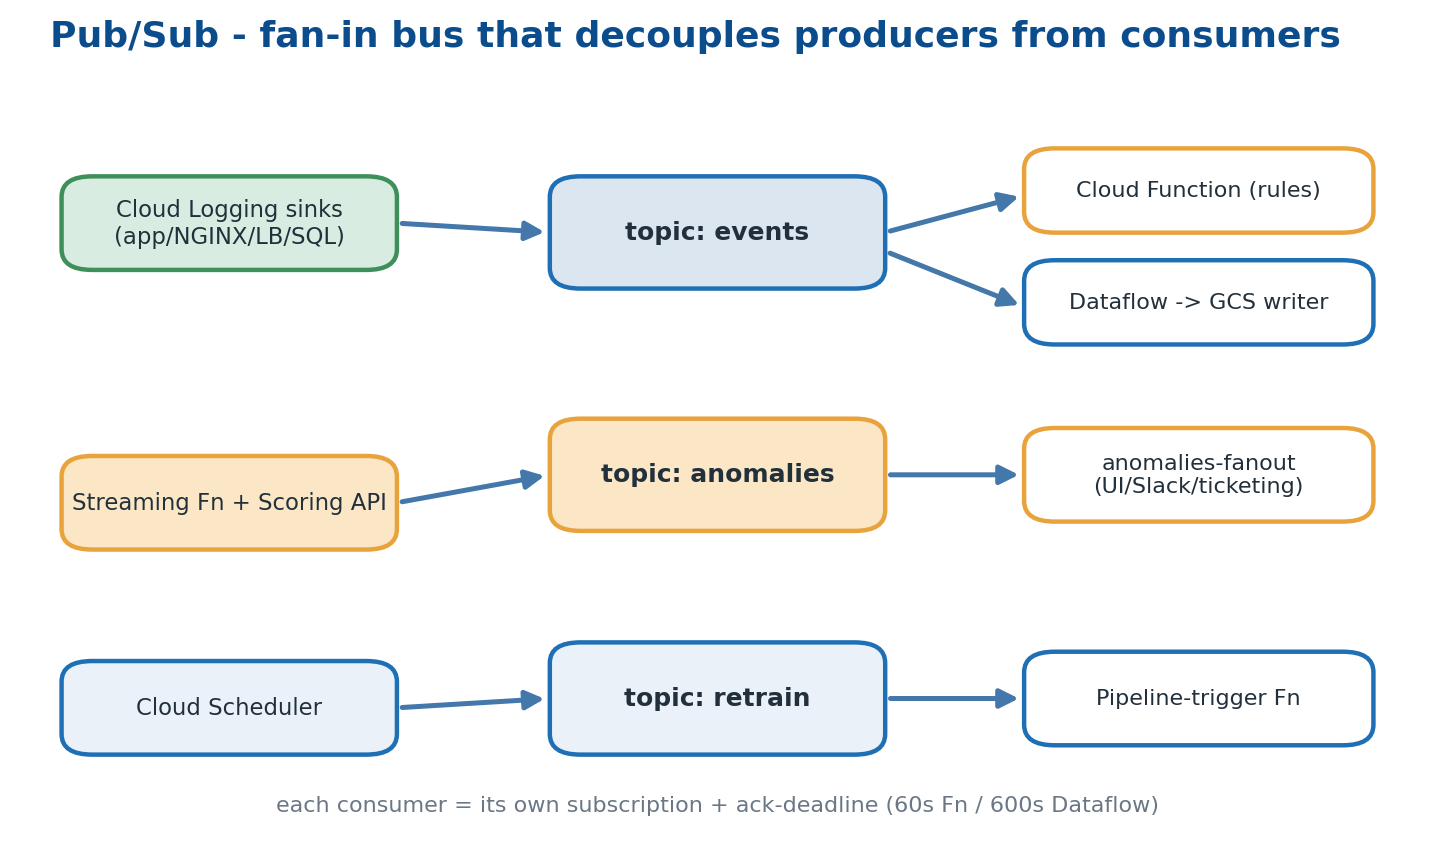 Pub/Sub - fan-in bus that decouples producers from consumers
Cloud Logging sinks
(app/NGINX/LB/SQL)
topic: events
Cloud Function (rules)
Dataflow -> GCS writer
Streaming Fn + Scoring API
topic: anomalies
anomalies-fanout
(UI/Slack/ticketing)
Cloud Scheduler
topic: retrain
Pipeline-trigger Fn
each consumer = its own subscription + ack-deadline (60s Fn / 600s Dataflow)